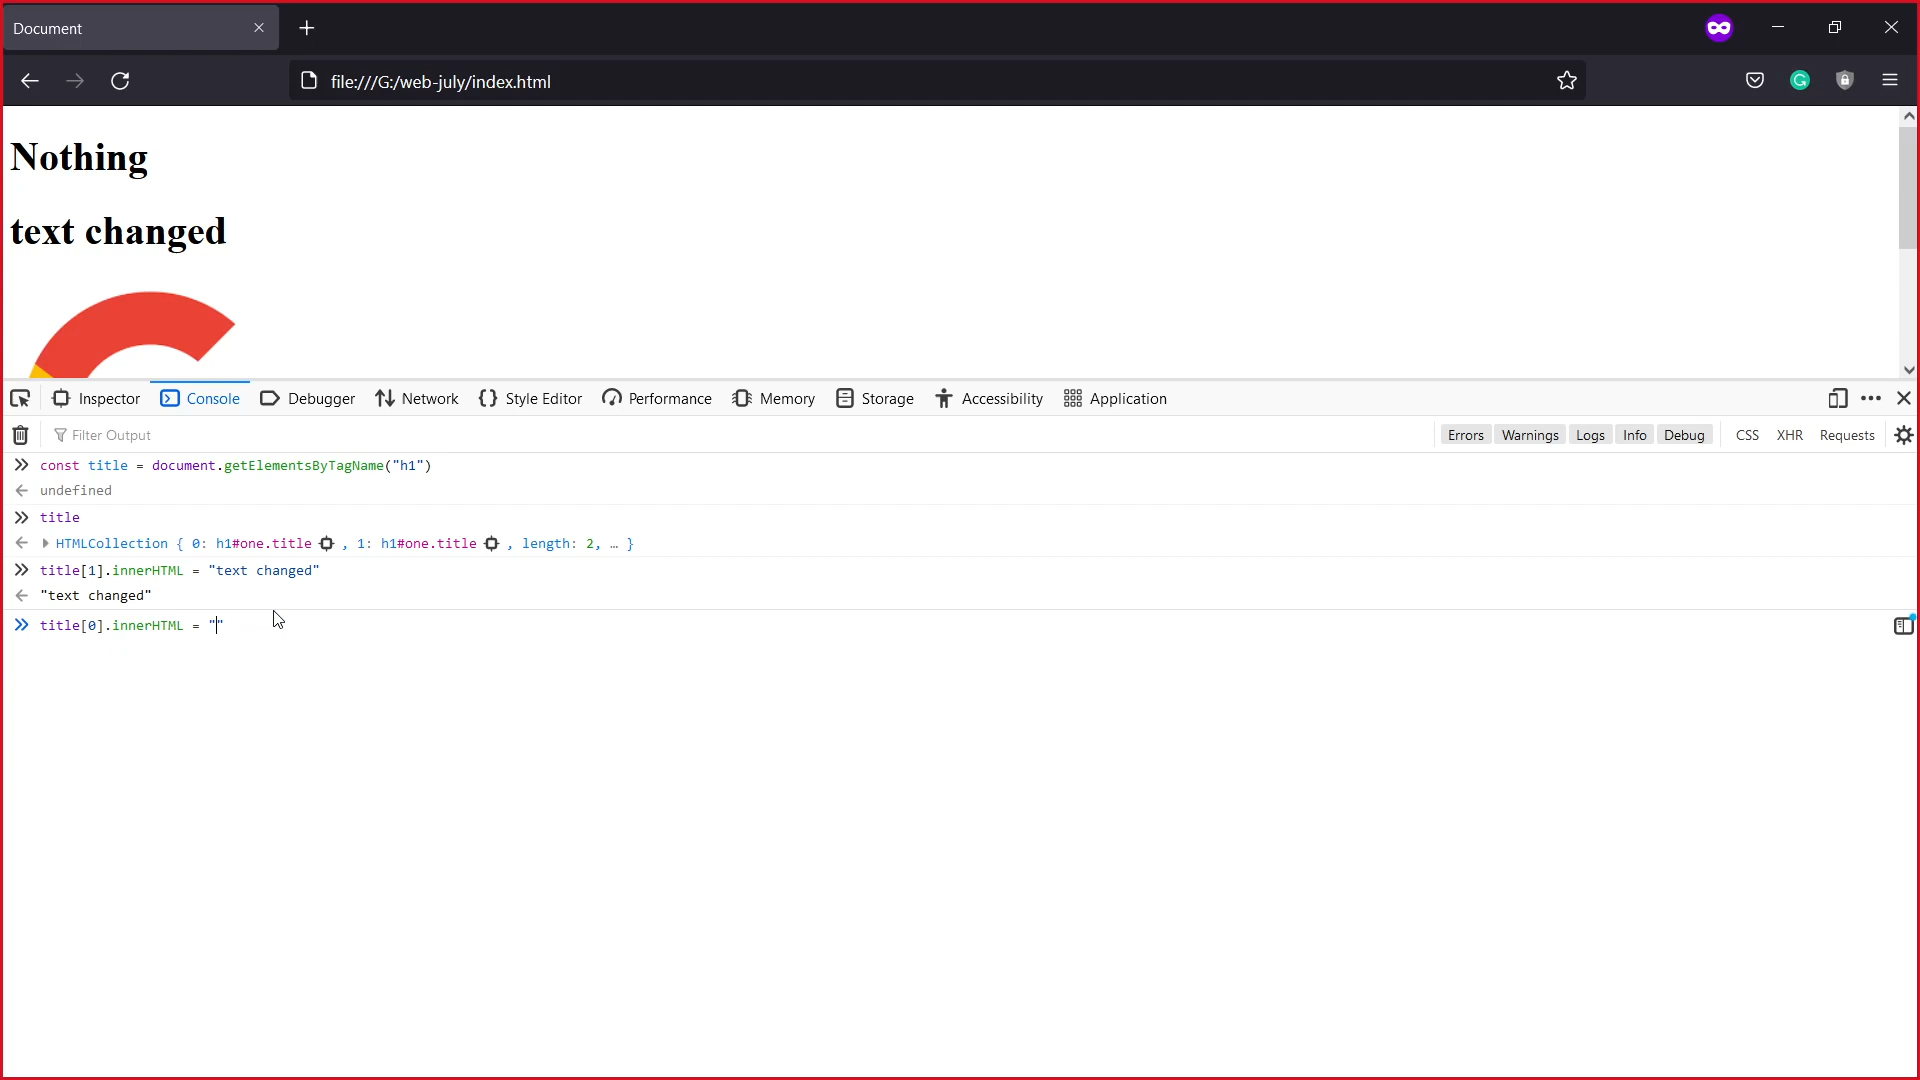 Document
file:///G:/web-july/index.html
Nothing
text changed
Inspector Console Debugger Network Style Editor Performance Memory Storage Accessibility Application
Filter Output Errors Warnings Logs Info Debug CSS XHR Requests
const title = document.getElementsByTagName("h1")
undefined
title
HTMLCollection { 0: h1#one.title , 1: h1#one.title , length: 2, … }
title[1].innerHTML = "text changed"
"text changed"
title[0].innerHTML = ""